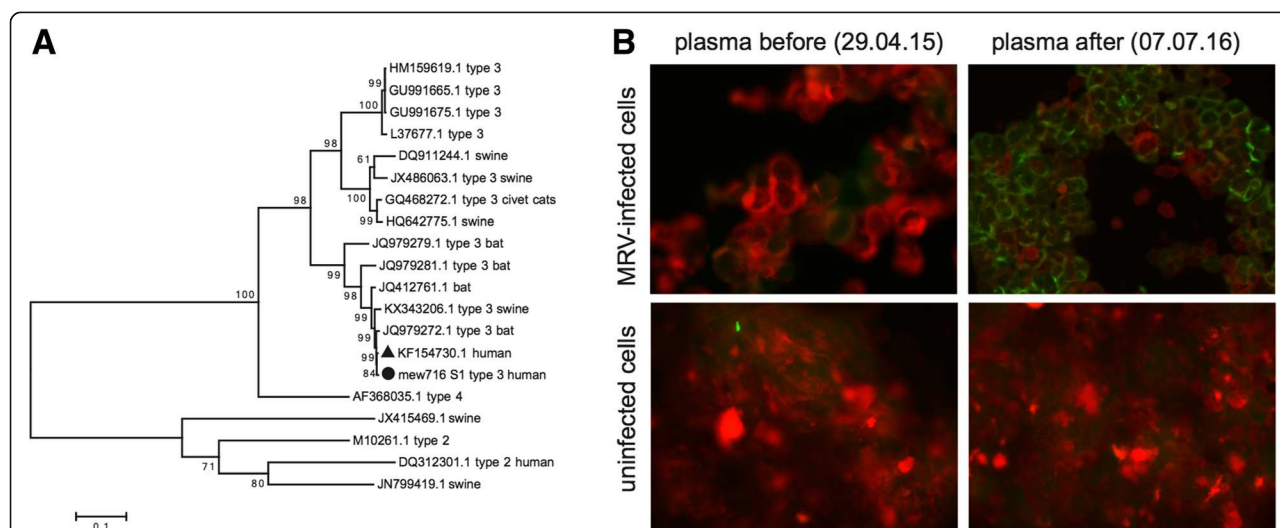 A
HM159619.1 type 3
99
GU991665.1 type 3
100
GU991675.1 type 3
L37677.1 type 3
98
61
DQ911244.1 swine
JX486063.1 type 3 swine
98
100
GQ468272.1 type 3 civet cats
99
HQ642775.1 swine
JQ979279.1 type 3 bat
99
JQ979281.1 type 3 bat
98
JQ412761.1 bat
100
99
KX343206.1 type 3 swine
99
JQ979272.1 type 3 bat
99
KF154730.1 human
84
mew716 S1 type 3 human
AF368035.1 type 4
JX415469.1 swine
M10261.1 type 2
71
DQ312301.1 type 2 human
80
JN799419.1 swine
0.1
B
plasma before (29.04.15)
plasma after (07.07.16)
MRV-infected cells
uninfected cells